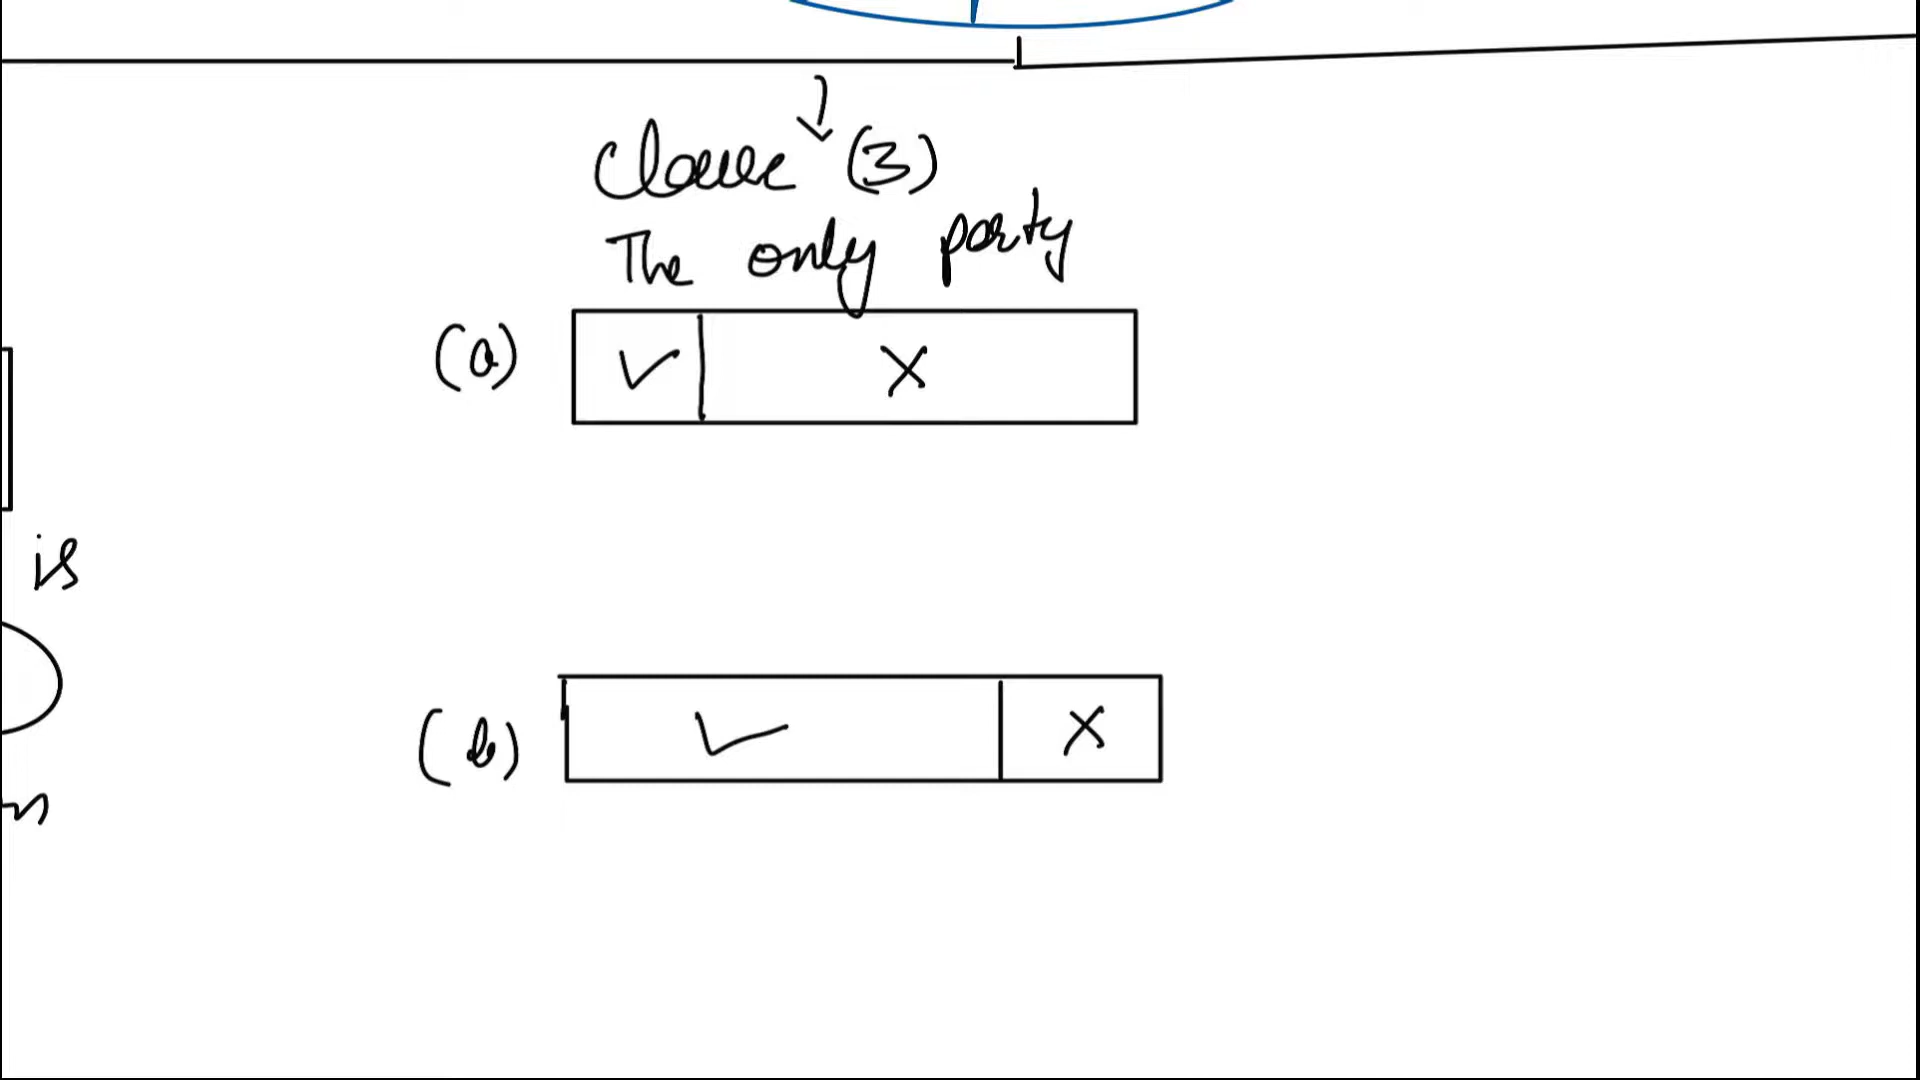 Clause (3)
The only party
(a) ✓ X
is
(b) ✓ X